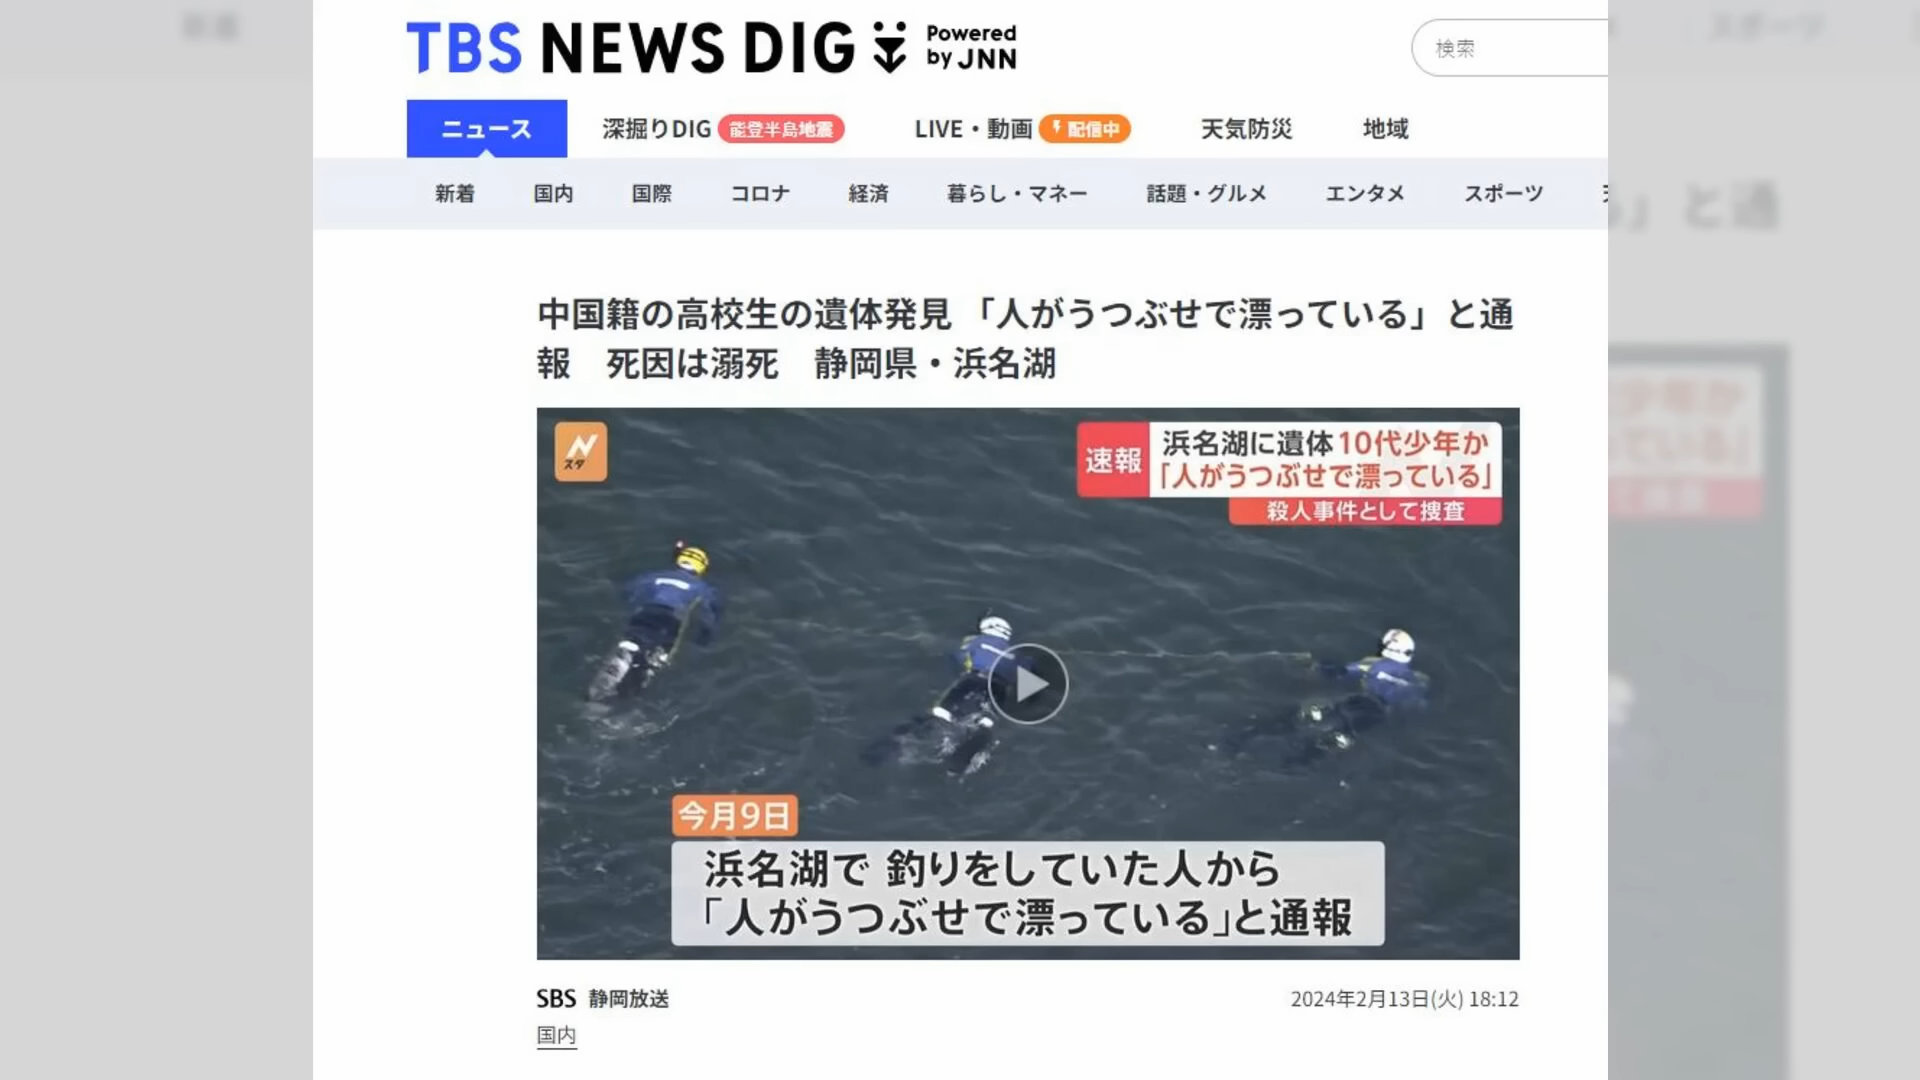 TBS NEWS DIG Powered by JNN
検索
ニュース 深掘りDIG 能登半島地震 LIVE・動画 配信中 天気防災 地域
新着 国内 国際 コロナ 経済 暮らし・マネー 話題・グルメ エンタメ スポーツ
中国籍の高校生の遺体発見 「人がうつぶせで漂っている」と通
報 死因は溺死 静岡県・浜名湖
Nスタ
速報 浜名湖に遺体 10代少年か
「人がうつぶせで漂っている」
殺人事件として捜査
今月9日
浜名湖で 釣りをしていた人から
「人がうつぶせで漂っている」と通報
SBS 静岡放送 2024年2月13日(火) 18:12
国内